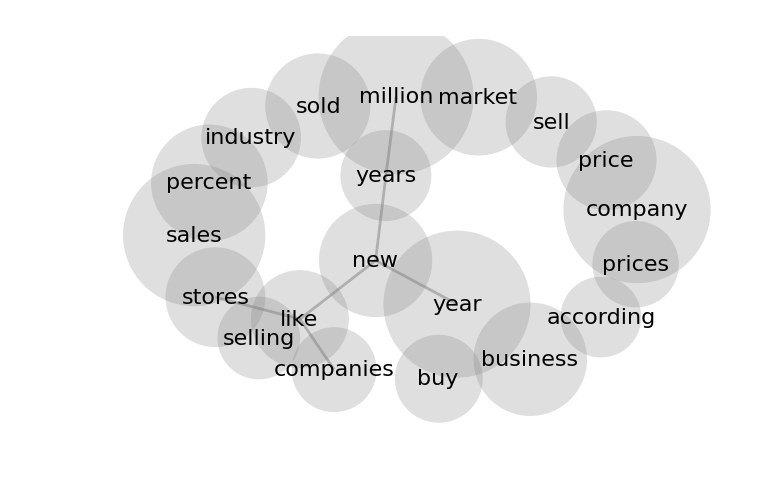 million
market
sold
sell
industry
price
years
percent
company
sales
new
prices
stores
year
like
according
selling
business
companies
buy